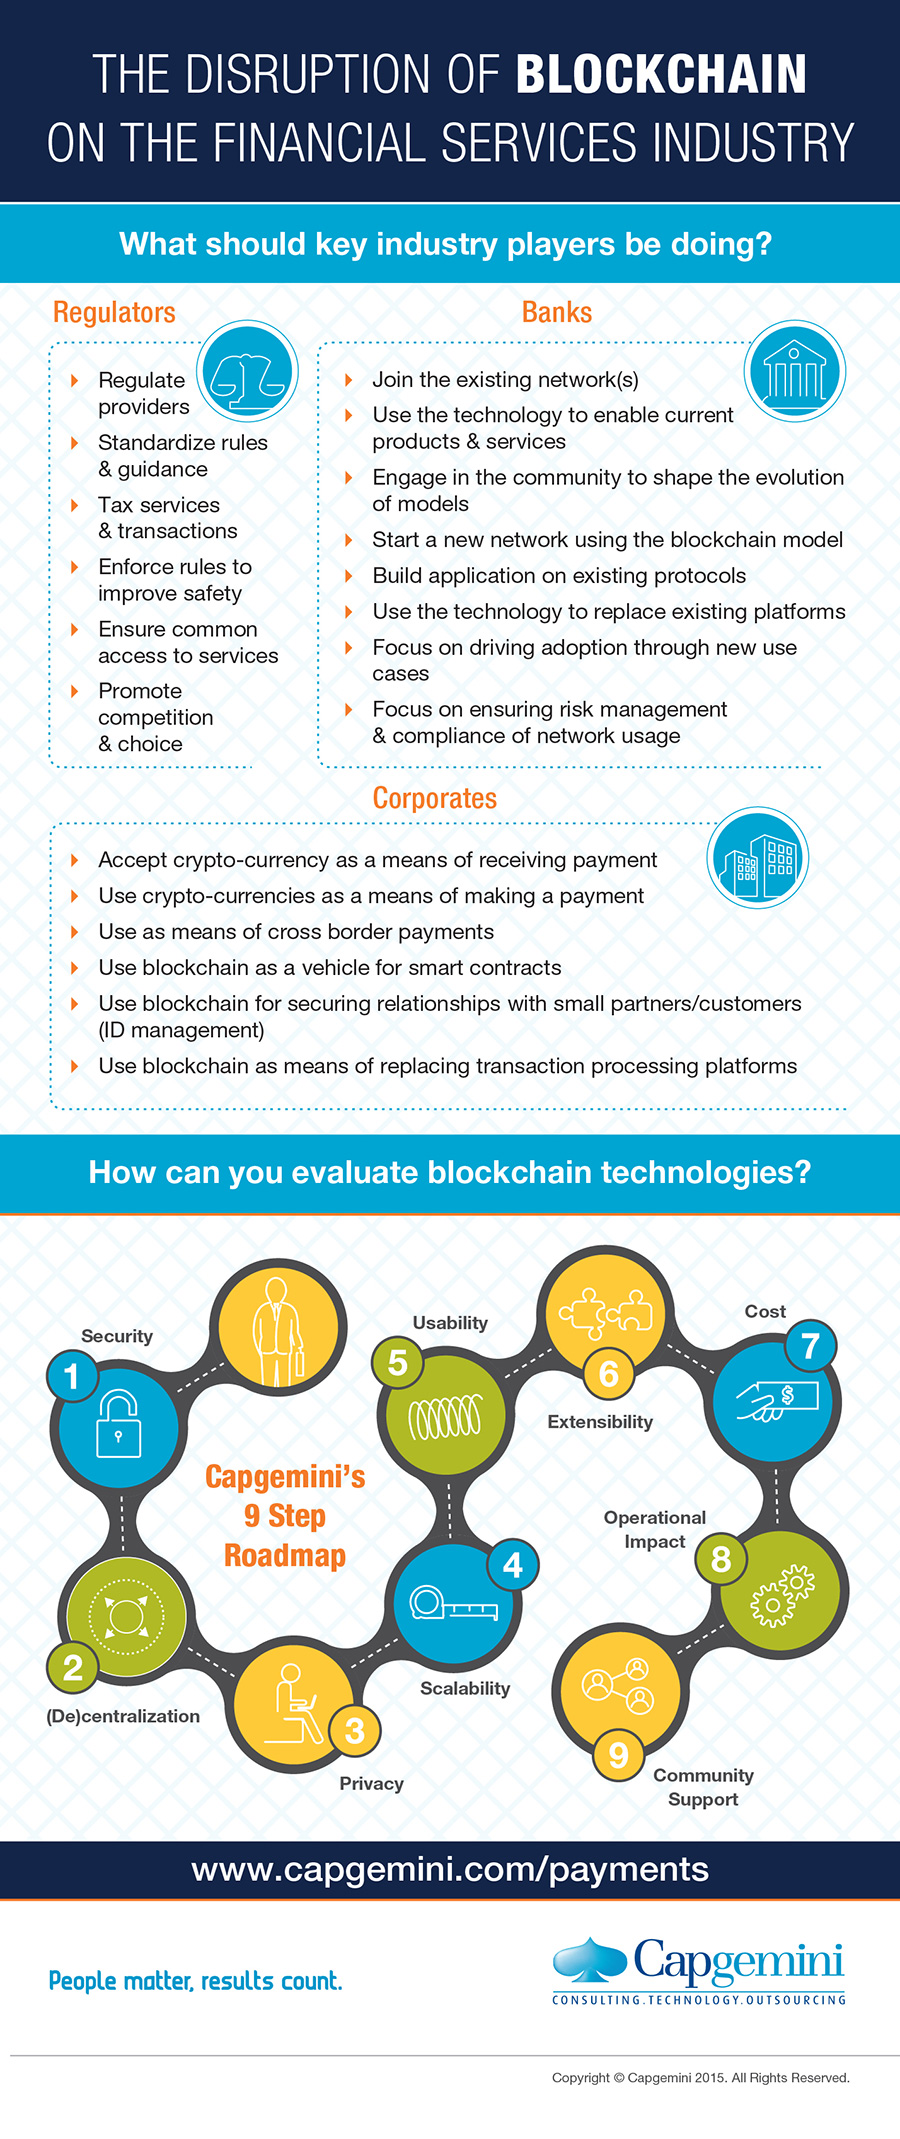 THE DISRUPTION OF BLOCKCHAIN
ON THE FINANCIAL SERVICES INDUSTRY
What should key industry players be doing?
Regulators
Regulate
providers
Standardize rules
& guidance
Tax services
& transactions
Enforce rules to
improve safety
Ensure common
access to services
Promote
competition
& choice
Banks
Join the existing network(s)
Use the technology to enable current
products & services
Engage in the community to shape the evolution
of models
Start a new network using the blockchain model
Build application on existing protocols
Use the technology to replace existing platforms
Focus on driving adoption through new use
cases
Focus on ensuring risk management
& compliance of network usage
Corporates
Accept crypto-currency as a means of receiving payment
Use crypto-currencies as a means of making a payment
Use as means of cross border payments
Use blockchain as a vehicle for smart contracts
Use blockchain for securing relationships with small partners/customers
(ID management)
Use blockchain as means of replacing transaction processing platforms
How can you evaluate blockchain technologies?
Capgemini's
9 Step
Roadmap
Security
1
2
(De)centralization
3
Privacy
4
Scalability
Usability
5
6
Extensibility
Cost
7
$
Operational
Impact
8
9
Community
Support
www.capgemini.com/payments
People matter, results count.
Capgemini
CONSULTING.TECHNOLOGY.OUTSOURCING
Copyright © Capgemini 2015. All Rights Reserved.